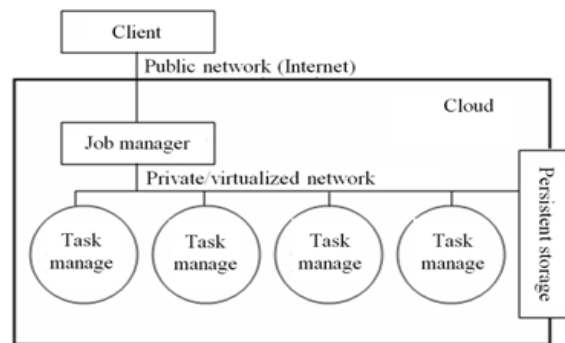 Client
Public network (Internet)
Cloud
Job manager
Private/virtualized network
Task
manage
Task
manage
Task
manage
Task
manage
Persistent storage